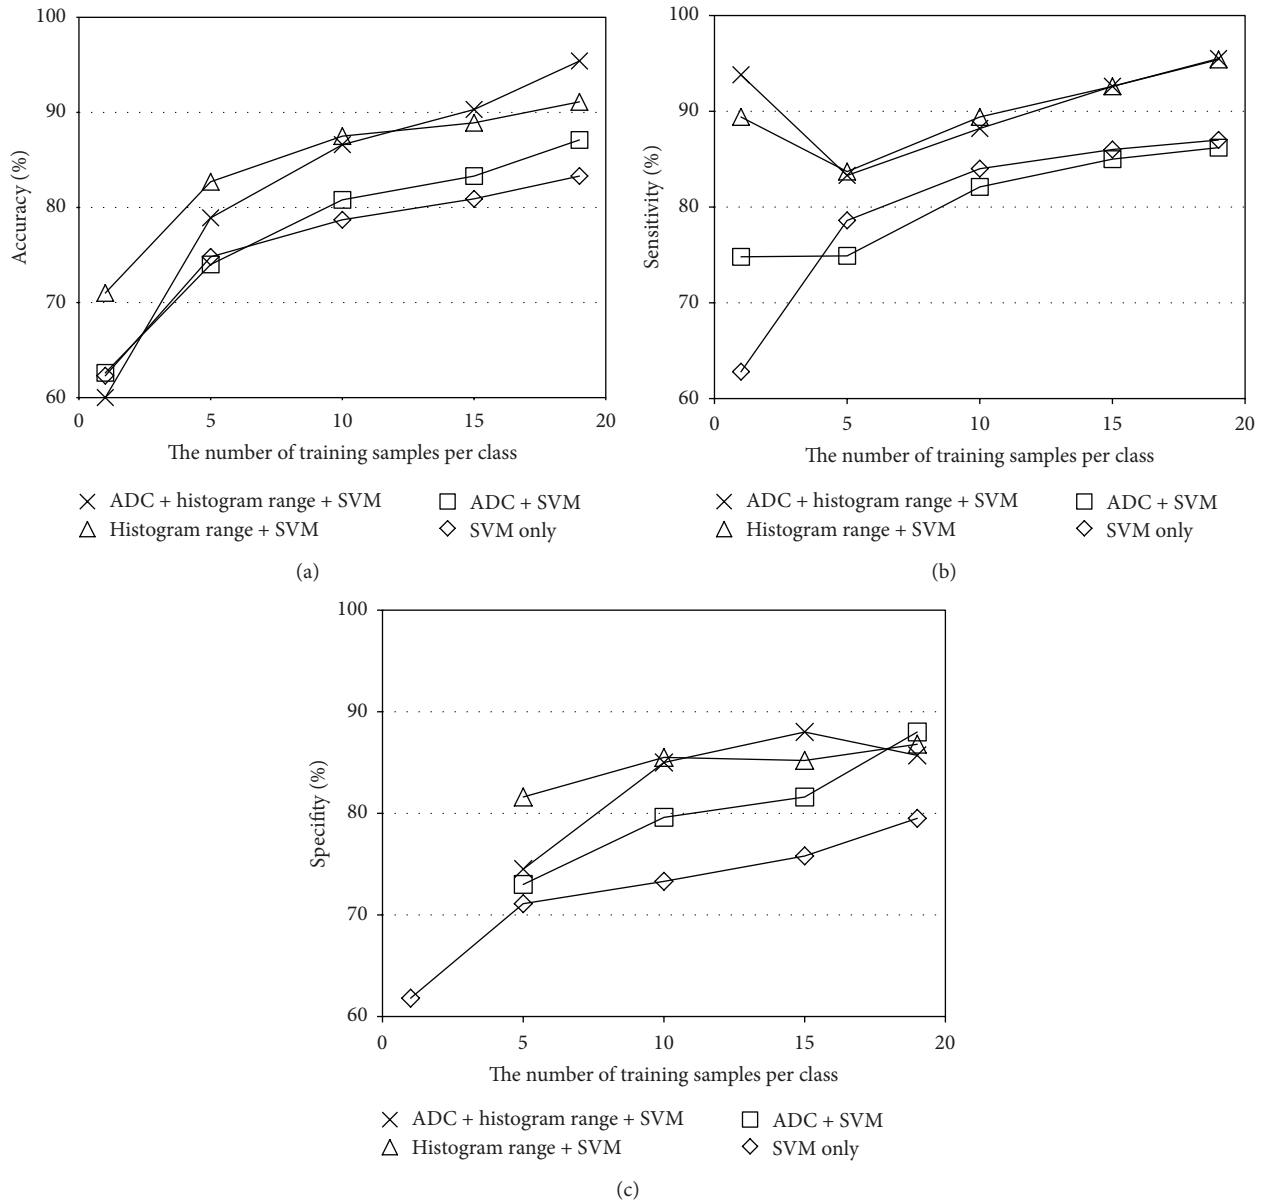 100
90
80
70
60
Accuracy (%)
0 5 10 15 20
The number of training samples per class
ADC + histogram range + SVM
Histogram range + SVM
ADC + SVM
SVM only
(a)
100
90
80
70
60
Sensitivity (%)
0 5 10 15 20
The number of training samples per class
ADC + histogram range + SVM
Histogram range + SVM
ADC + SVM
SVM only
(b)
100
90
80
70
60
Specifity (%)
0 5 10 15 20
The number of training samples per class
ADC + histogram range + SVM
Histogram range + SVM
ADC + SVM
SVM only
(c)